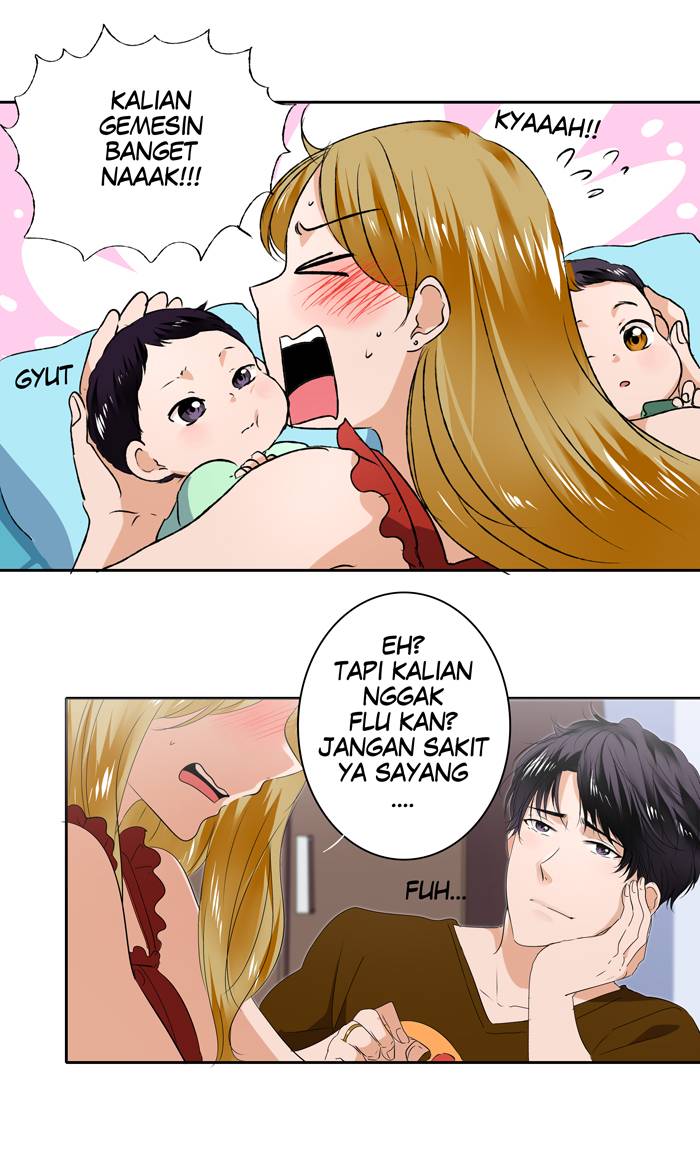 KALIAN
GEMESIN
BANGET
NAAAK!!!
KYAAAH!!
GYUT
EH?
TAPI KALIAN
NGGAK
FLU KAN?
JANGAN SAKIT
YA SAYANG
....
FUH...